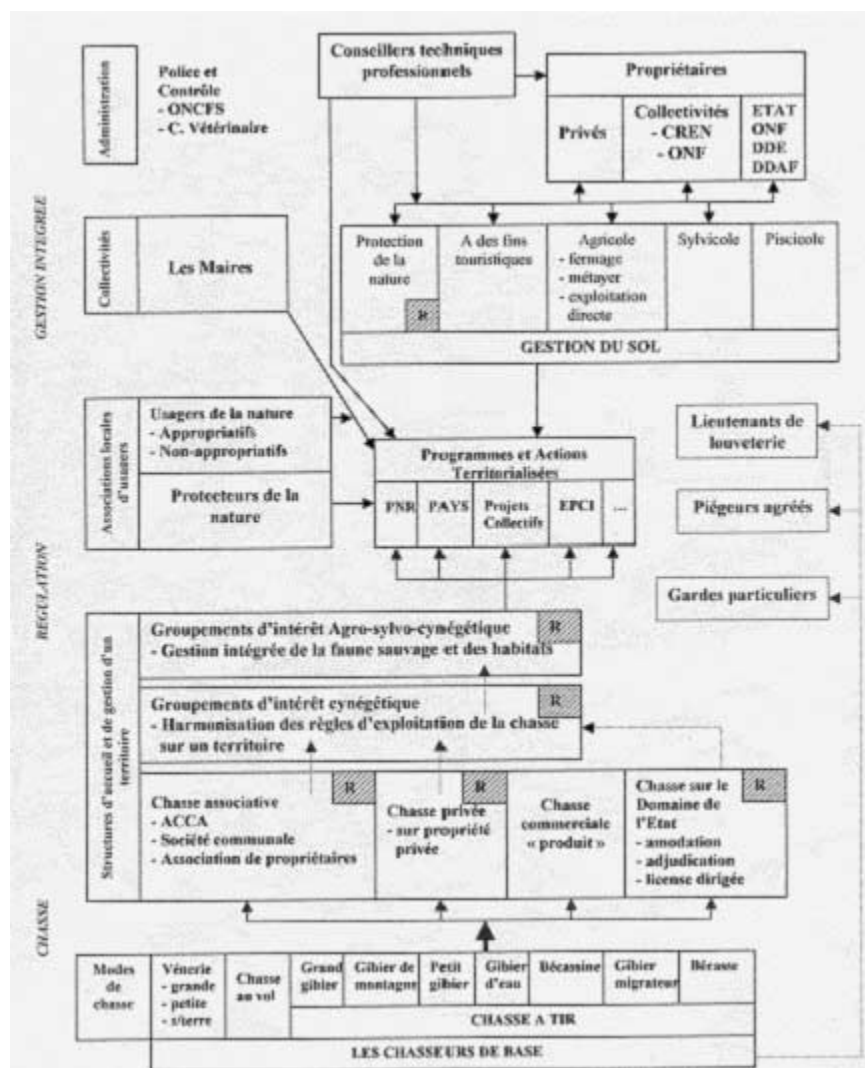 Conseillers techniques
professionnels
Administration
Police et
Contrôle
- ONCFS
- C. Vétérinaire
Propriétaires
Privés
Collectivités
- CREN
- ONF
ETAT
ONF
DDE
DDAF
GESTION INTEGREE
Collectivités
Les Maires
Protection
de la
nature
R
A des fins
touristiques
Agricole
- fermage
- métayer
- exploitation
directe
Sylvicole
Piscicole
GESTION DU SOL
Associations locales
d'usagers
Usagers de la nature
- Appropriatifs
- Non-appropriatifs
Protecteurs de la
nature
Programmes et Actions
Territorialisées
PNR
PAYS
Projets
Collectifs
EPCI
...
Lieutenants de
louveterie
Piégeurs agréés
Gardes particuliers
REGULATION
Structures d'accueil et de gestion d'un
territoire
Groupements d'intérêt Agro-sylvo-cynégétique
- Gestion intégrée de la faune sauvage et des habitats
R
Groupements d'intérêt cynégétique
- Harmonisation des règles d'exploitation de la chasse
sur un territoire
R
Chasse associative
- ACCA
- Société communale
- Association de propriétaires
R
Chasse privée
- sur propriété
privée
R
Chasse
commerciale
« produit »
Chasse sur le
Domaine de
l'Etat
- amodation
- adjudication
- license dirigée
R
CHASSE
Modes
de
chasse
Vénerie
- grande
- petite
- s/terre
Chasse
au vol
Grand
gibier
Gibier de
montagne
Petit
gibier
Gibier
d'eau
Bécassine
Gibier
migrateur
Bécasse
CHASSE A TIR
LES CHASSEURS DE BASE